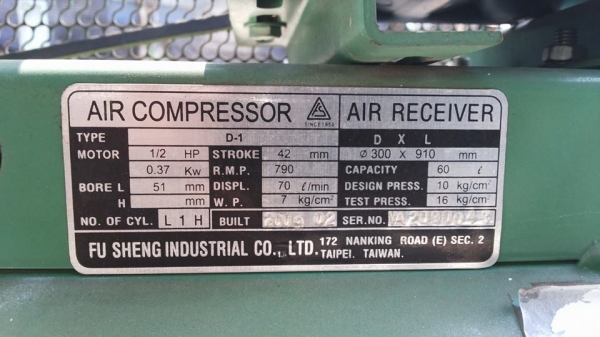 AIR COMPRESSOR
SINCE 1953
AIR RECEIVER
TYPE D-1 D X L
MOTOR 1/2 HP STROKE 42 mm Ø 300 X 910 mm
0.37 Kw R.P.M. 790 CAPACITY 60 ℓ
BORE L 51 mm DISPL. 70 ℓ/min DESIGN PRESS. 10 kg/cm²
H mm W. P. 7 kg/cm² TEST PRESS. 16 kg/cm²
NO. OF CYL. L 1 H BUILT SER.NO.
FU SHENG INDUSTRIAL CO., LTD. 172 NANKING ROAD (E) SEC. 2
TAIPEI. TAIWAN.